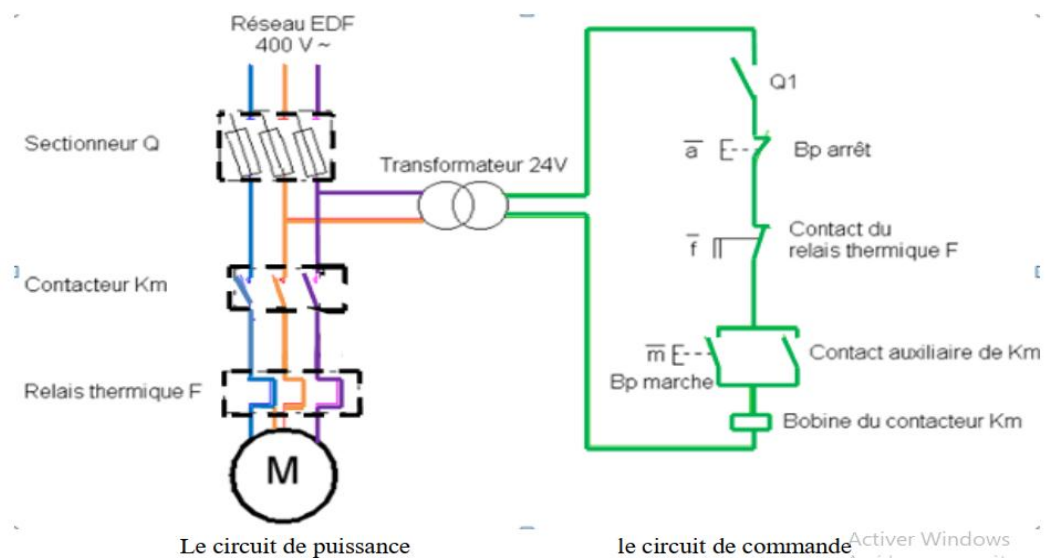 Réseau EDF
400 V ~
Sectionneur Q
Transformateur 24V
Contacteur Km
Relais thermique F
M
Q1
a
Bp arrêt
f
Contact du
relais thermique F
m
Bp marche
Contact auxiliaire de Km
Bobine du contacteur Km
Le circuit de puissance
le circuit de commande
Activer Windows